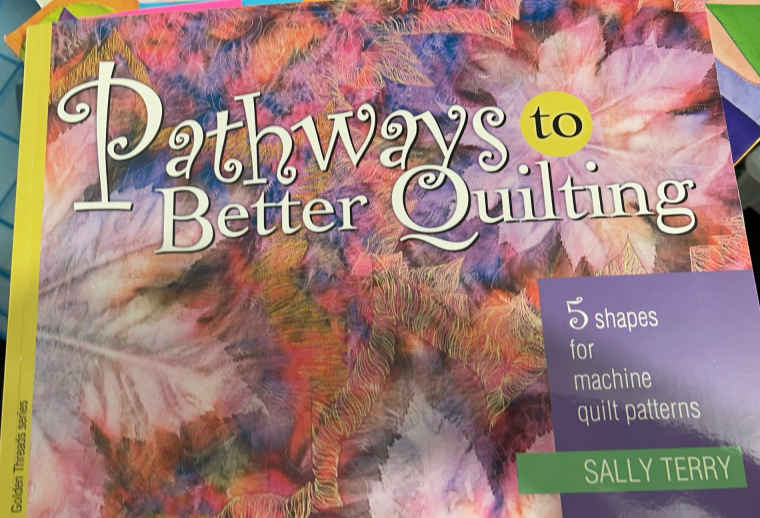 Pathways to
Better Quilting
5 shapes
for
machine
quilt patterns
SALLY TERRY
Golden Threads series